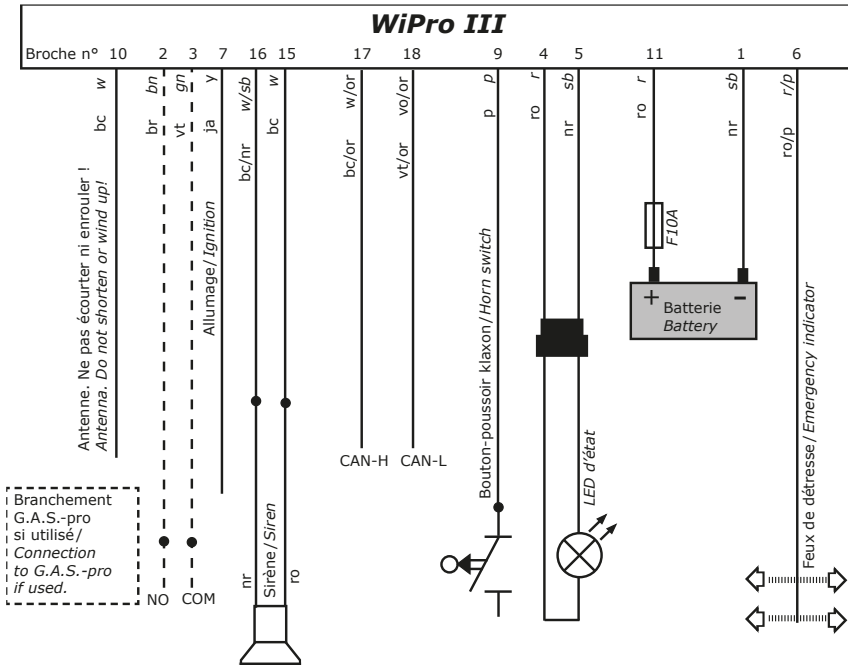 WiPro III
Broche n° 10 2 3 7 16 15 17 18 9 4 5 11 1 6
w
bn
gn
y
w/sb
w
w/or
vo/or
p
r
sb
r
sb
r/p
bc
br
vt
ja
bc/nr
bc
bc/or
vt/or
p
ro
nr
ro
nr
ro/p
Antenne. Ne pas écourter ni enrouler !
Antenna. Do not shorten or wind up!
Allumage/Ignition
Sirène/Siren
nr
ro
CAN-H
CAN-L
Bouton-poussoir klaxon/Horn switch
LED d'état
F10A
+
-
Batterie
Battery
Feux de détresse/Emergency indicator
Branchement
G.A.S.-pro
si utilisé/
Connection
to G.A.S.-pro
if used.
NO
COM